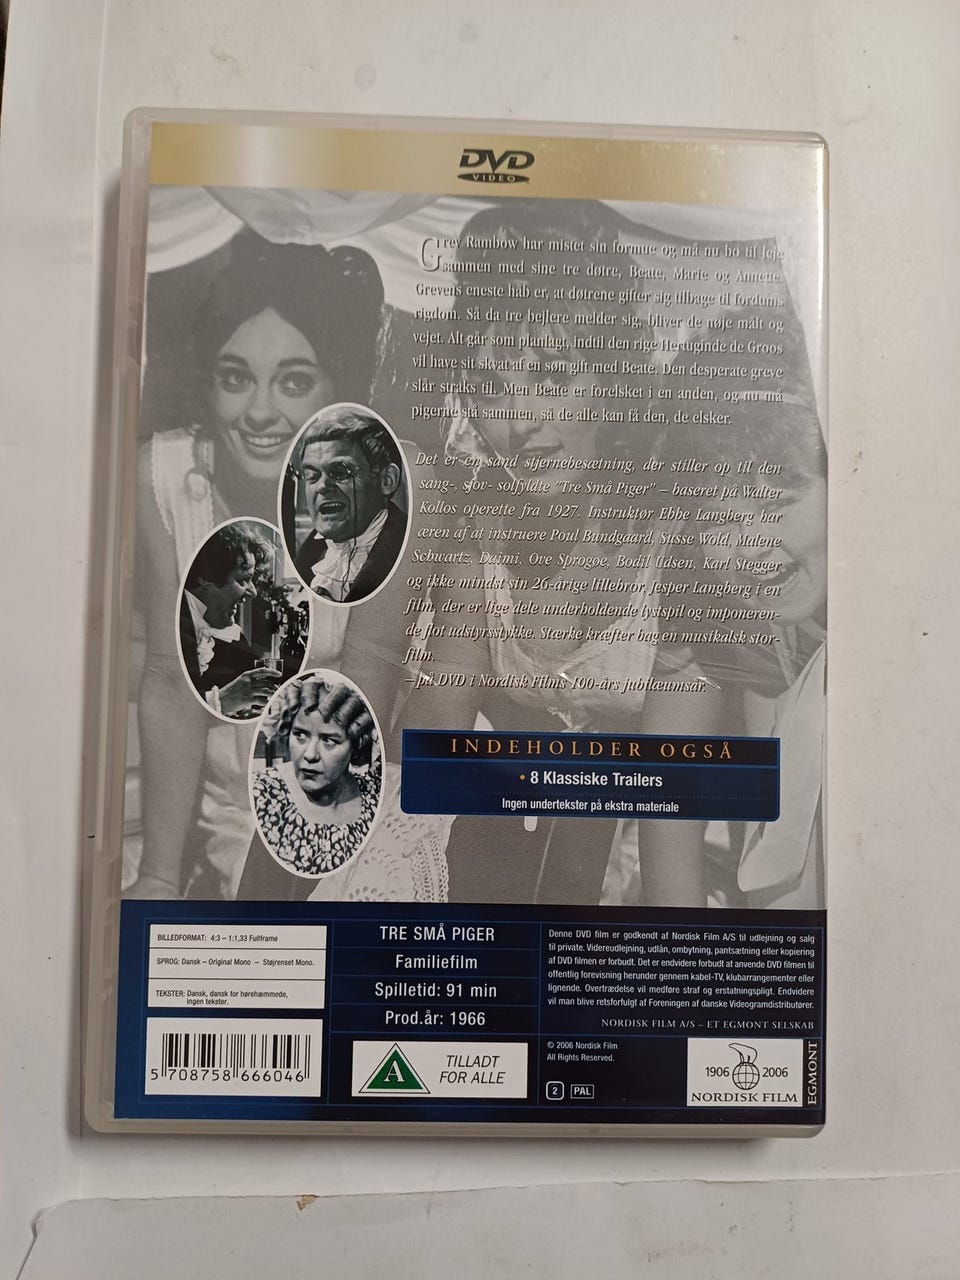 DVD
VIDEO
Grev Rambow har mistet sin formue og må nu bo til leje
sammen med sine tre døtre, Beate, Marie og Annette.
Grevens eneste håb er, at døtrene gifter sig tilbage til fordums
rigdom. Så da tre bejlere melder sig, bliver de nøje målt og
vejet. Alt går som planlagt, indtil den rige Hertuginde de Groos
vil have sit skvat af en søn gift med Beate. Den desperate greve
slår straks til. Men Beate er forelsket i en anden, og nu må
pigerne stå sammen, så de alle kan få den, de elsker.
Det er en sand stjernebesætning, der stiller op til den
sang-, sjov- solfyldte "Tre Små Piger" – baseret på Walter
Kollos operette fra 1927. Instruktør Ebbe Langberg har
æren af at instruere Poul Bundgaard, Susse Wold, Malene
Schwartz, Daimi, Ove Sprogøe, Bodil Udsen, Karl Stegger
og ikke mindst sin 26-årige lillebror, Jesper Langberg i en
film, der er lige dele underholdende lystspil og imponeren-
de flot udstyrsstykke. Stærke kræfter bag en musikalsk stor-
film.
– på DVD i Nordisk Films 100-års jubilæumsår.
INDEHOLDER OGSÅ
• 8 Klassiske Trailers
Ingen undertekster på ekstra materiale
BILLEDFORMAT: 4:3 – 1:1,33 Fullframe
SPROG: Dansk – Original Mono – Støjrenset Mono.
TEKSTER: Dansk, dansk for hørehæmmede,
ingen tekster.
5 708758 666046
TRE SMÅ PIGER
Familiefilm
Spilletid: 91 min
Prod.år: 1966
A
TILLADT
FOR ALLE
Denne DVD film er godkendt af Nordisk Film A/S til udlejning og salg
til private. Videreudlejning, udlån, ombytning, pantsætning eller kopiering
af DVD filmen er forbudt. Det er endvidere forbudt at anvende DVD filmen til
offentlig forevisning herunder gennem kabel-TV, klubarrangementer eller
lignende. Overtrædelse vil medføre straf og erstatningspligt. Endvidere
vil man blive retsforfulgt af Foreningen af danske Videogramdistributører.
NORDISK FILM A/S – ET EGMONT SELSKAB
© 2006 Nordisk Film
All Rights Reserved.
2 PAL
1906 2006
NORDISK FILM
EGMONT